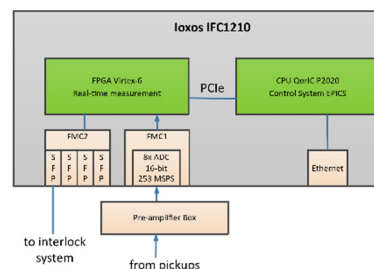 Ioxos IFC1210
FPGA Virtex-6
Real-time measurement
PCIe
CPU QorIC P2020
Control System EPICS
FMC2
S F P
S F P
S F P
S F P
FMC1
8x ADC
16-bit
253 MSPS
Ethernet
Pre-amplifier Box
to interlock
system
from pickups